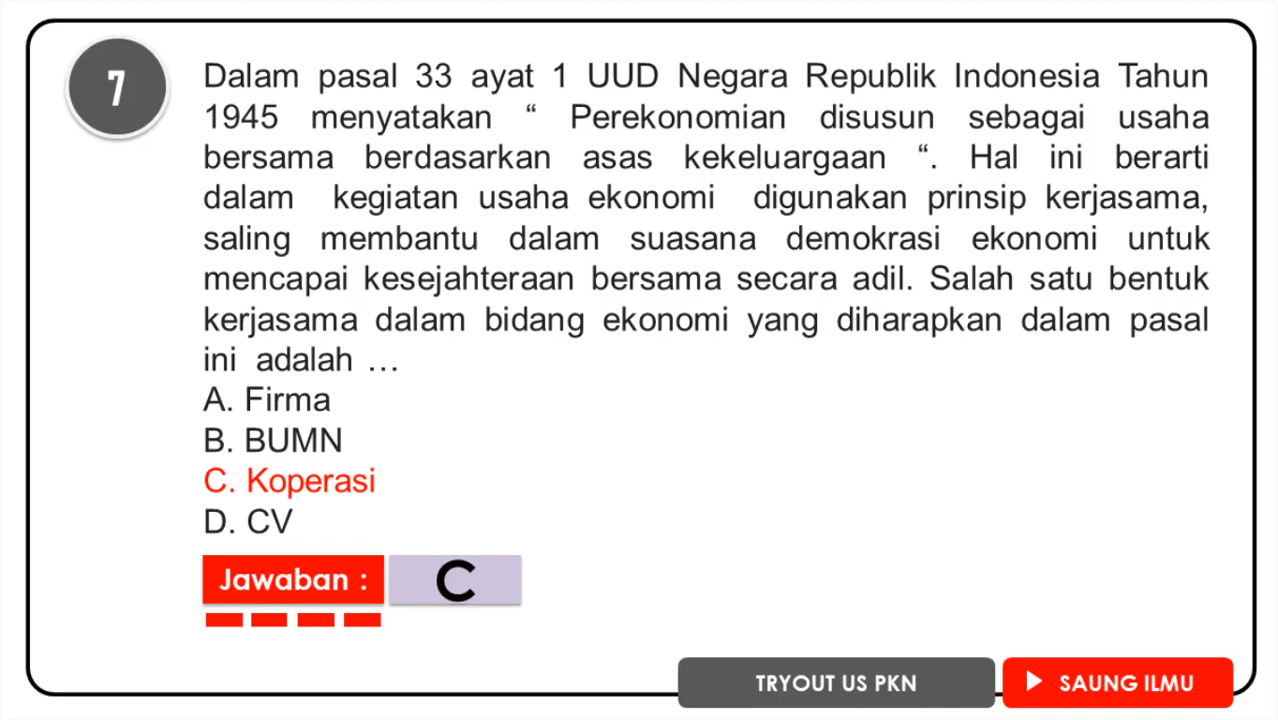 7
Dalam pasal 33 ayat 1 UUD Negara Republik Indonesia Tahun
1945 menyatakan “ Perekonomian disusun sebagai usaha
bersama berdasarkan asas kekeluargaan “. Hal ini berarti
dalam kegiatan usaha ekonomi digunakan prinsip kerjasama,
saling membantu dalam suasana demokrasi ekonomi untuk
mencapai kesejahteraan bersama secara adil. Salah satu bentuk
kerjasama dalam bidang ekonomi yang diharapkan dalam pasal
ini adalah …
A. Firma
B. BUMN
C. Koperasi
D. CV
Jawaban : C
TRYOUT US PKN
SAUNG ILMU